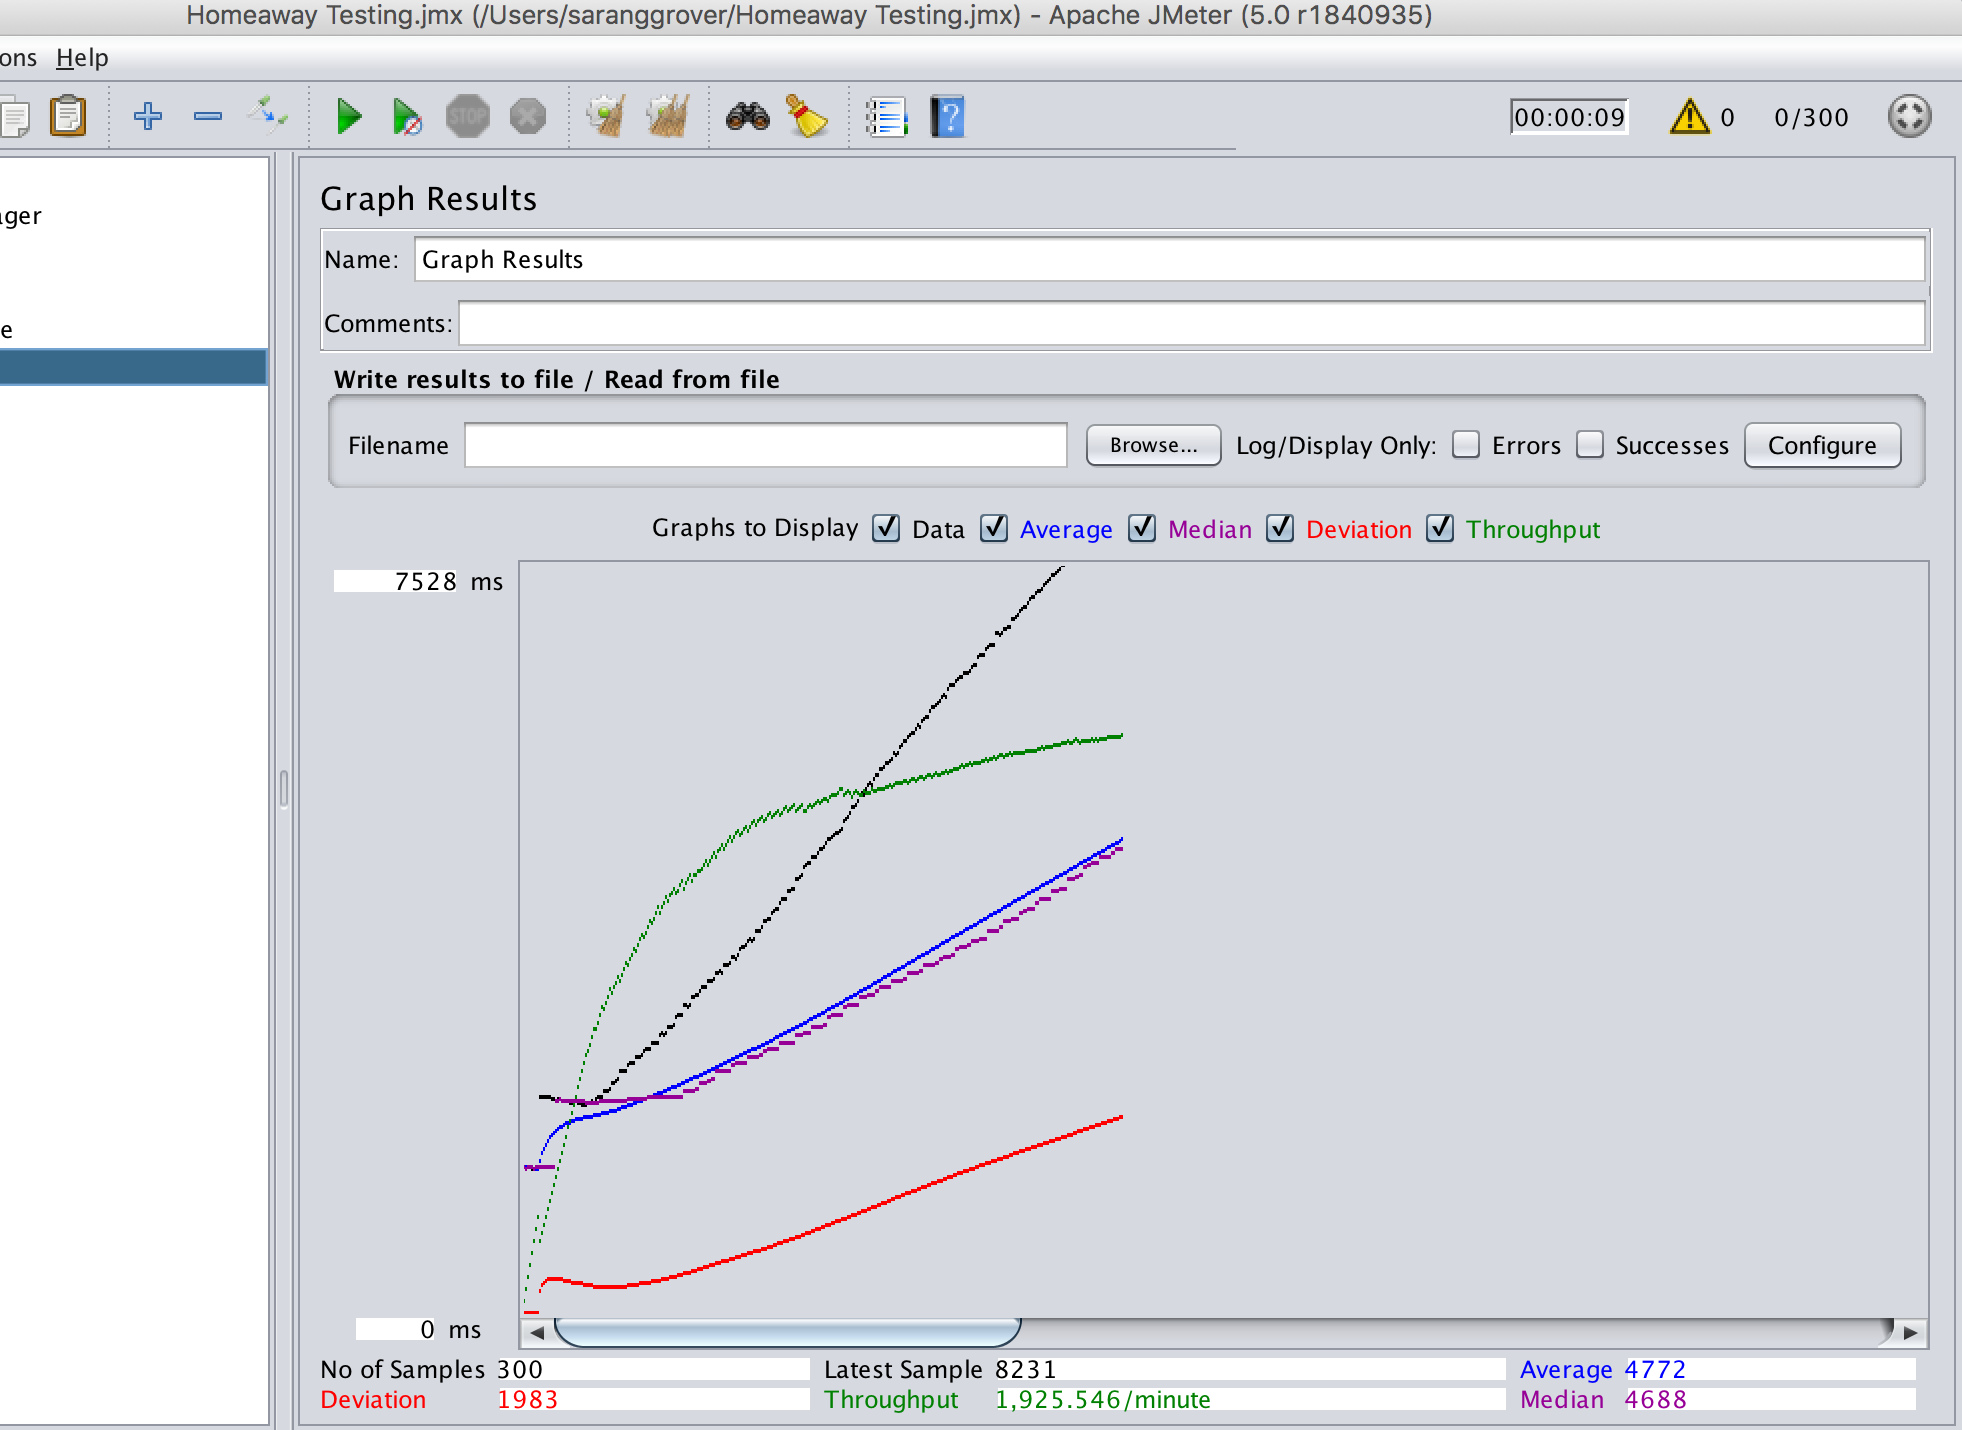 Homeaway Testing.jmx (/Users/saranggrover/Homeaway Testing.jmx) - Apache JMeter (5.0 r1840935)
ons Help
STOP
00:00:09 0 0/300
ager
e
Graph Results
Name: Graph Results
Comments:
Write results to file / Read from file
Filename Browse... Log/Display Only: Errors Successes Configure
Graphs to Display Data Average Median Deviation Throughput
7528 ms
0 ms
No of Samples 300 Latest Sample 8231 Average 4772
Deviation 1983 Throughput 1,925.546/minute Median 4688